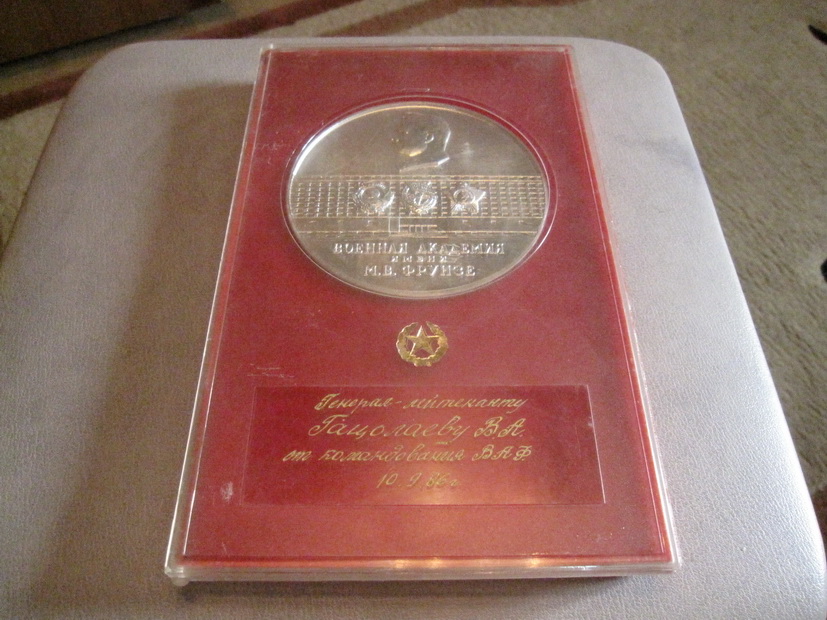 ВОЕННАЯ АКАДЕМИЯ
ИМЕНИ
М.В. ФРУНЗЕ
Генерал-лейтенанту
Гацолаеву В.А.
от командования ВАФ.
10.9.86г.